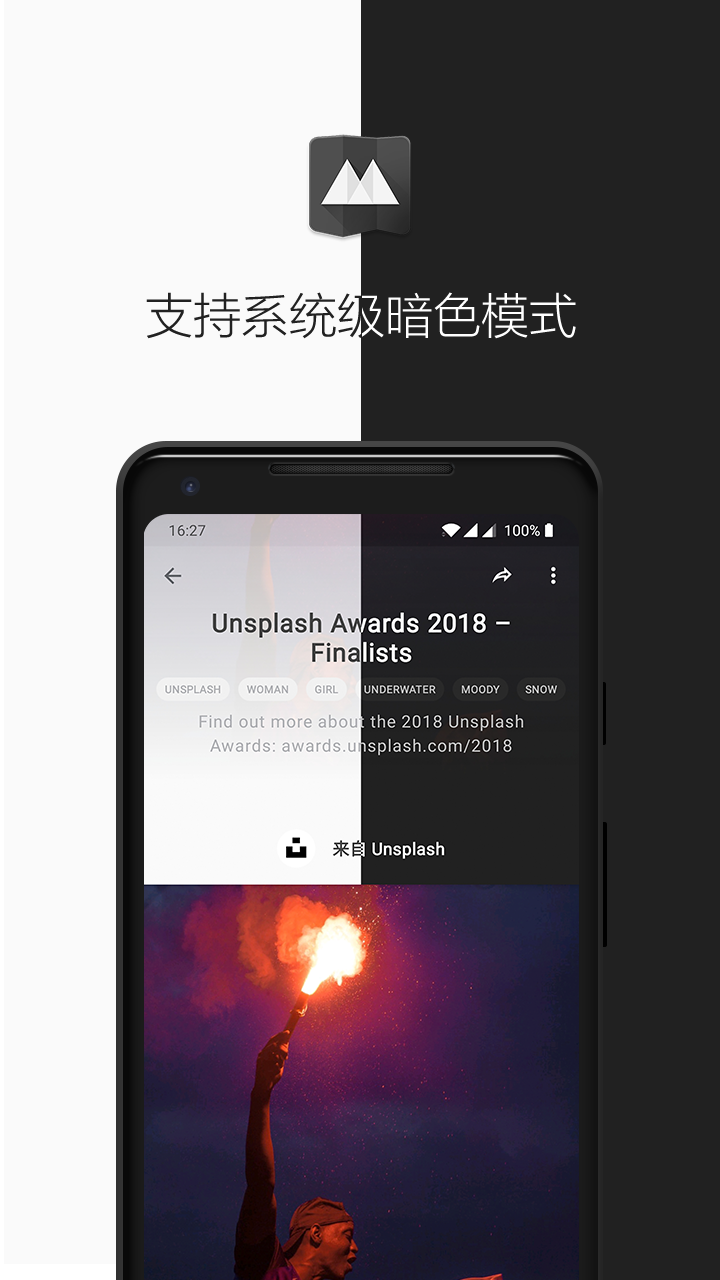 支持系统级暗色模式
16:27 100%
Unsplash Awards 2018 –
Finalists
UNSPLASH WOMAN GIRL UNDERWATER MOODY SNOW
Find out more about the 2018 Unsplash
Awards: awards.unsplash.com/2018
来自 Unsplash